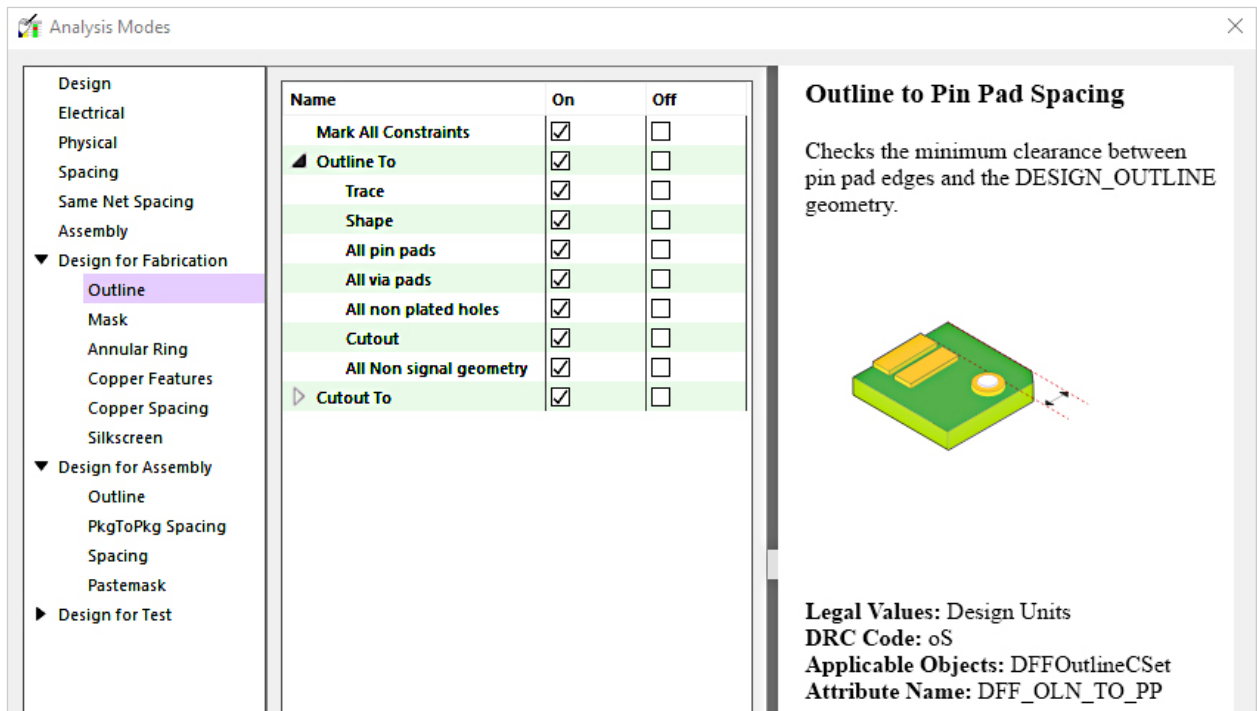 Analysis Modes
Design
Electrical
Physical
Spacing
Same Net Spacing
Assembly
Design for Fabrication
Outline
Mask
Annular Ring
Copper Features
Copper Spacing
Silkscreen
Design for Assembly
Outline
PkgToPkg Spacing
Spacing
Pastemask
Design for Test
Name On Off
Mark All Constraints
Outline To
Trace
Shape
All pin pads
All via pads
All non plated holes
Cutout
All Non signal geometry
Cutout To
Outline to Pin Pad Spacing
Checks the minimum clearance between
pin pad edges and the DESIGN_OUTLINE
geometry.
Legal Values: Design Units
DRC Code: oS
Applicable Objects: DFFOutlineCSet
Attribute Name: DFF_OLN_TO_PP